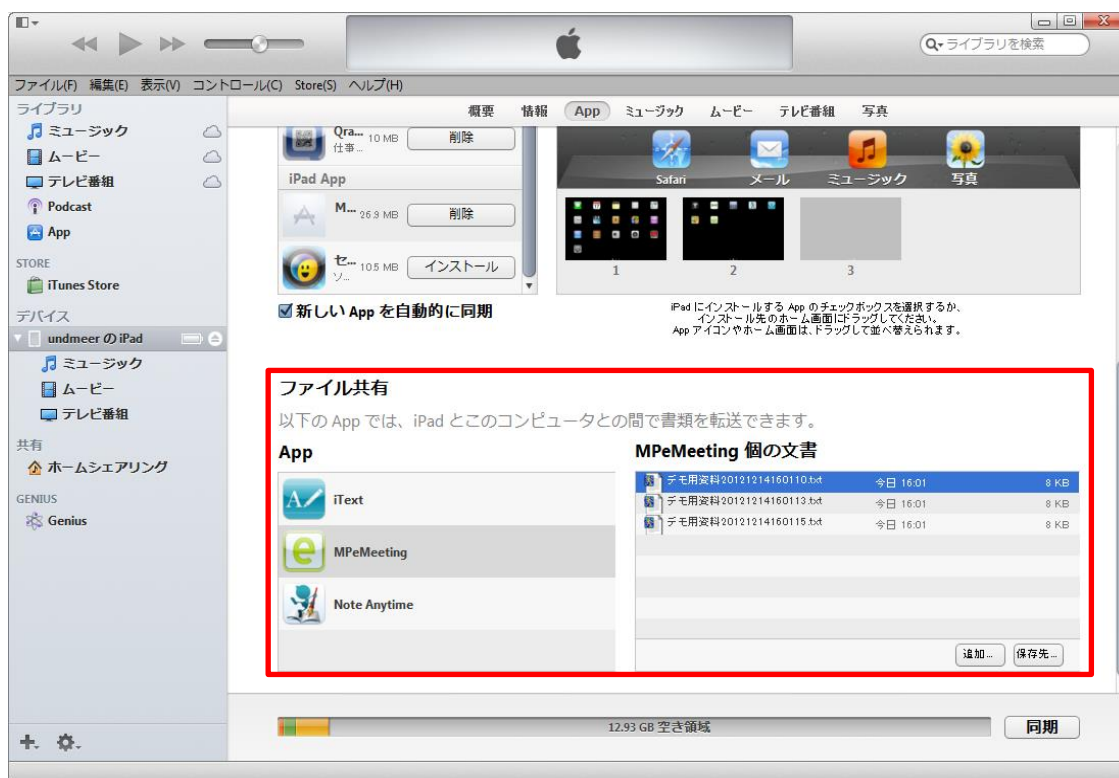 ライブラリを検索
ファイル(F) 編集(E) 表示(V) コントロール(C) Store(S) ヘルプ(H)
ライブラリ
ミュージック
ムービー
テレビ番組
Podcast
App
STORE
iTunes Store
デバイス
undmeer の iPad
ミュージック
ムービー
テレビ番組
共有
ホームシェアリング
GENIUS
Genius
概要 情報 App ミュージック ムービー テレビ番組 写真
Qra... 10 MB 削除
仕事...
iPad App
M... 26.9 MB 削除
セ... 105 MB インストール
ソ...
新しい App を自動的に同期
Safari メール ミュージック 写真
1 2 3
iPad にインストールする App のチェックボックスを選択するか、
インストール先のホーム画面にドラッグしてください。
App アイコンやホーム画面は、ドラッグして並べ替えられます。
ファイル共有
以下の App では、iPad とこのコンピュータとの間で書類を転送できます。
App
iText
MPeMeeting
Note Anytime
MPeMeeting 個の文書
デモ用資料20121214160110.txt 今日 16:01 8 KB
デモ用資料20121214160113.txt 今日 16:01 8 KB
デモ用資料20121214160115.txt 今日 16:01 8 KB
追加... 保存先...
12.93 GB 空き領域
同期